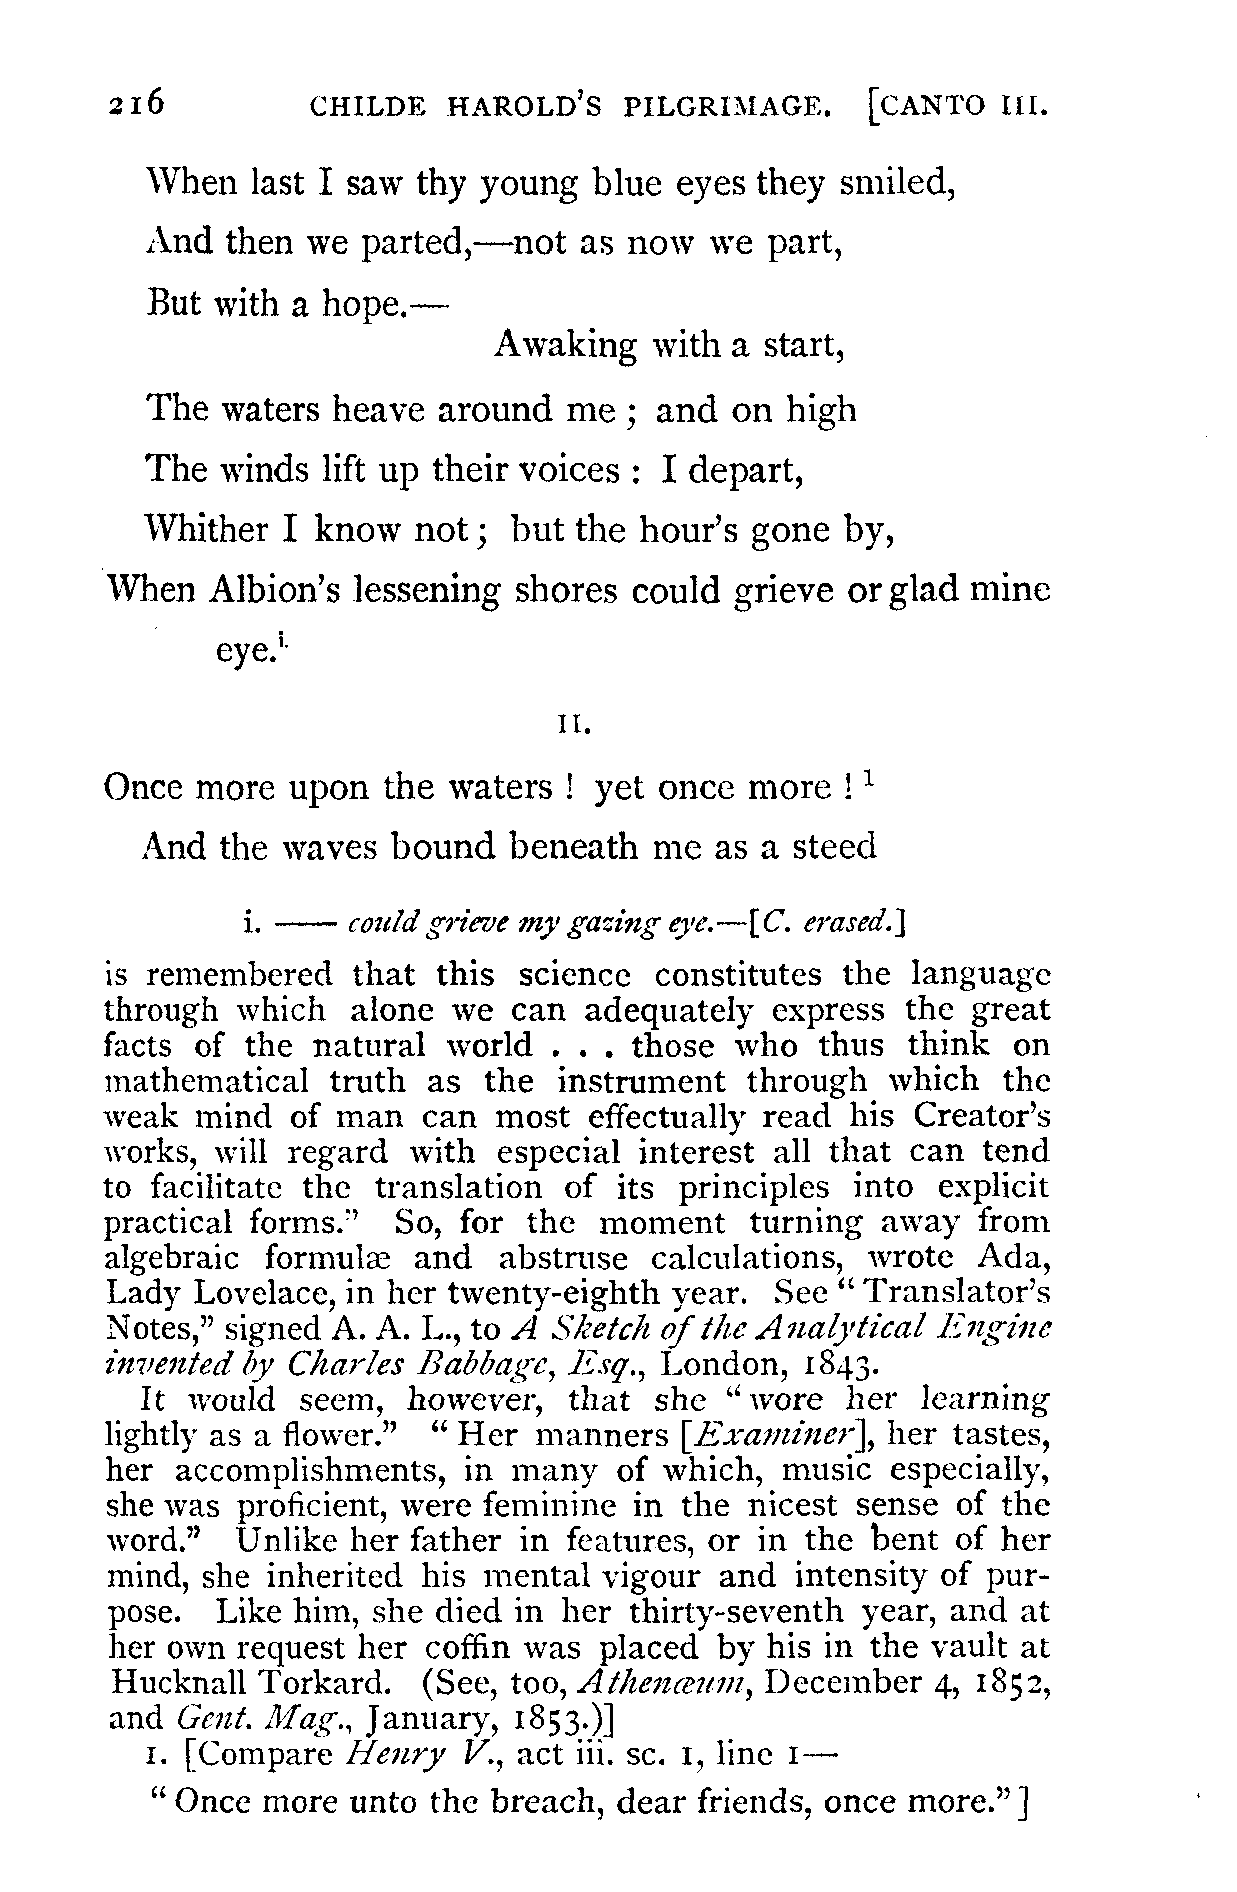 216 CHILDE HAROLD'S PILGRIMAGE. [CANTO III.
When last I saw thy young blue eyes they smiled,
And then we parted,—not as now we part,
But with a hope.—
Awaking with a start,
The waters heave around me ; and on high
The winds lift up their voices : I depart,
Whither I know not ; but the hour's gone by,
When Albion's lessening shores could grieve or glad mine
eye.i.
II.
Once more upon the waters ! yet once more ! 1
And the waves bound beneath me as a steed
i. —— could grieve my gazing eye.—[C. erased.]
is remembered that this science constitutes the language
through which alone we can adequately express the great
facts of the natural world . . . those who thus think on
mathematical truth as the instrument through which the
weak mind of man can most effectually read his Creator's
works, will regard with especial interest all that can tend
to facilitate the translation of its principles into explicit
practical forms." So, for the moment turning away from
algebraic formulæ and abstruse calculations, wrote Ada,
Lady Lovelace, in her twenty-eighth year. See "Translator's
Notes," signed A. A. L., to A Sketch of the Analytical Engine
invented by Charles Babbage, Esq., London, 1843.
It would seem, however, that she "wore her learning
lightly as a flower." "Her manners [Examiner], her tastes,
her accomplishments, in many of which, music especially,
she was proficient, were feminine in the nicest sense of the
word." Unlike her father in features, or in the bent of her
mind, she inherited his mental vigour and intensity of pur-
pose. Like him, she died in her thirty-seventh year, and at
her own request her coffin was placed by his in the vault at
Hucknall Torkard. (See, too, Athenæum, December 4, 1852,
and Gent. Mag., January, 1853.)]
1. [Compare Henry V., act iii. sc. 1, line 1—
"Once more unto the breach, dear friends, once more."]